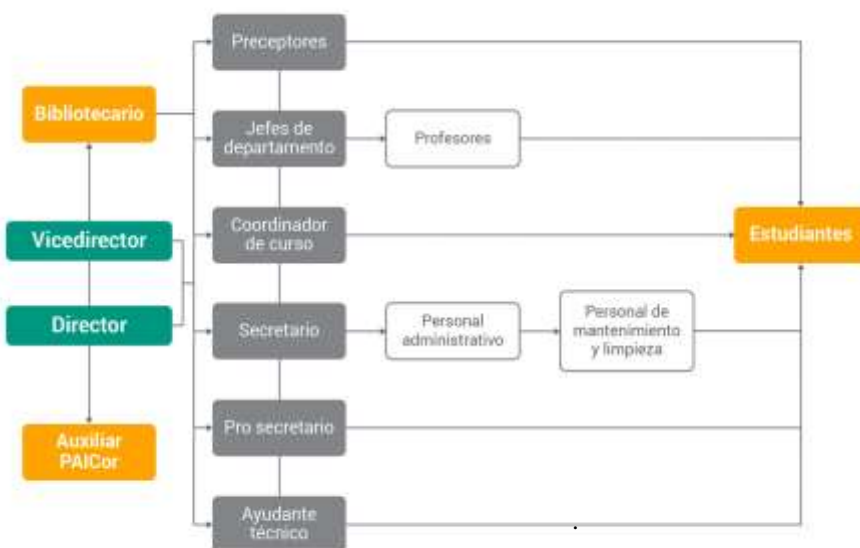 Preceptores
Bibliotecario
Jefes de
departamento
Profesores
Vicedirector
Coordinador
de curso
Estudiantes
Director
Secretario
Personal
administrativo
Personal de
mantenimiento
y limpieza
Auxiliar
PAICor
Pro secretario
Ayudante
técnico